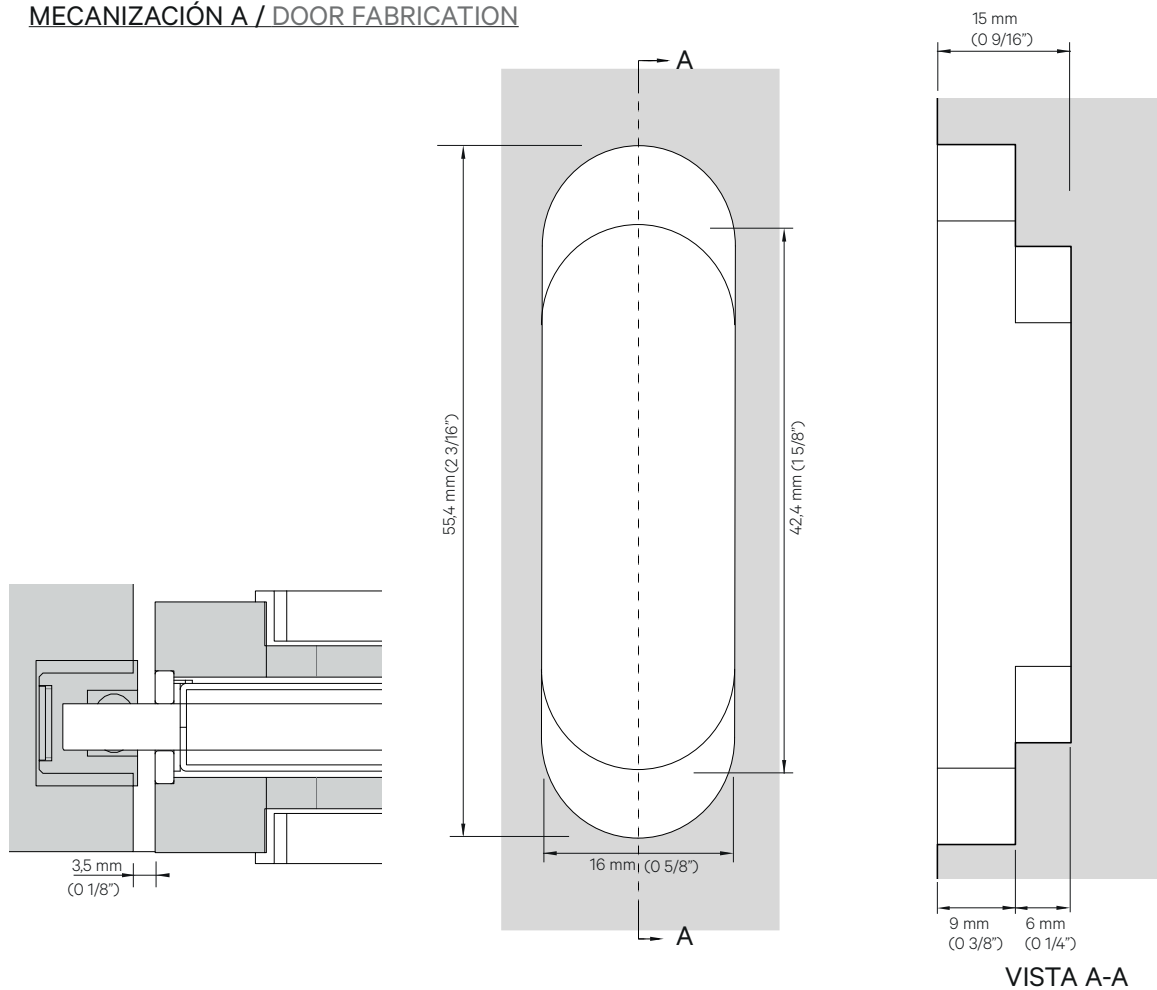 MECANIZACIÓN A / DOOR FABRICATION
15 mm
(0 9/16")
A
55,4 mm(2 3/16")
42,4 mm (1 5/8")
3,5 mm
(0 1/8")
16 mm (0 5/8")
A
9 mm
(0 3/8")
6 mm
(0 1/4")
VISTA A-A